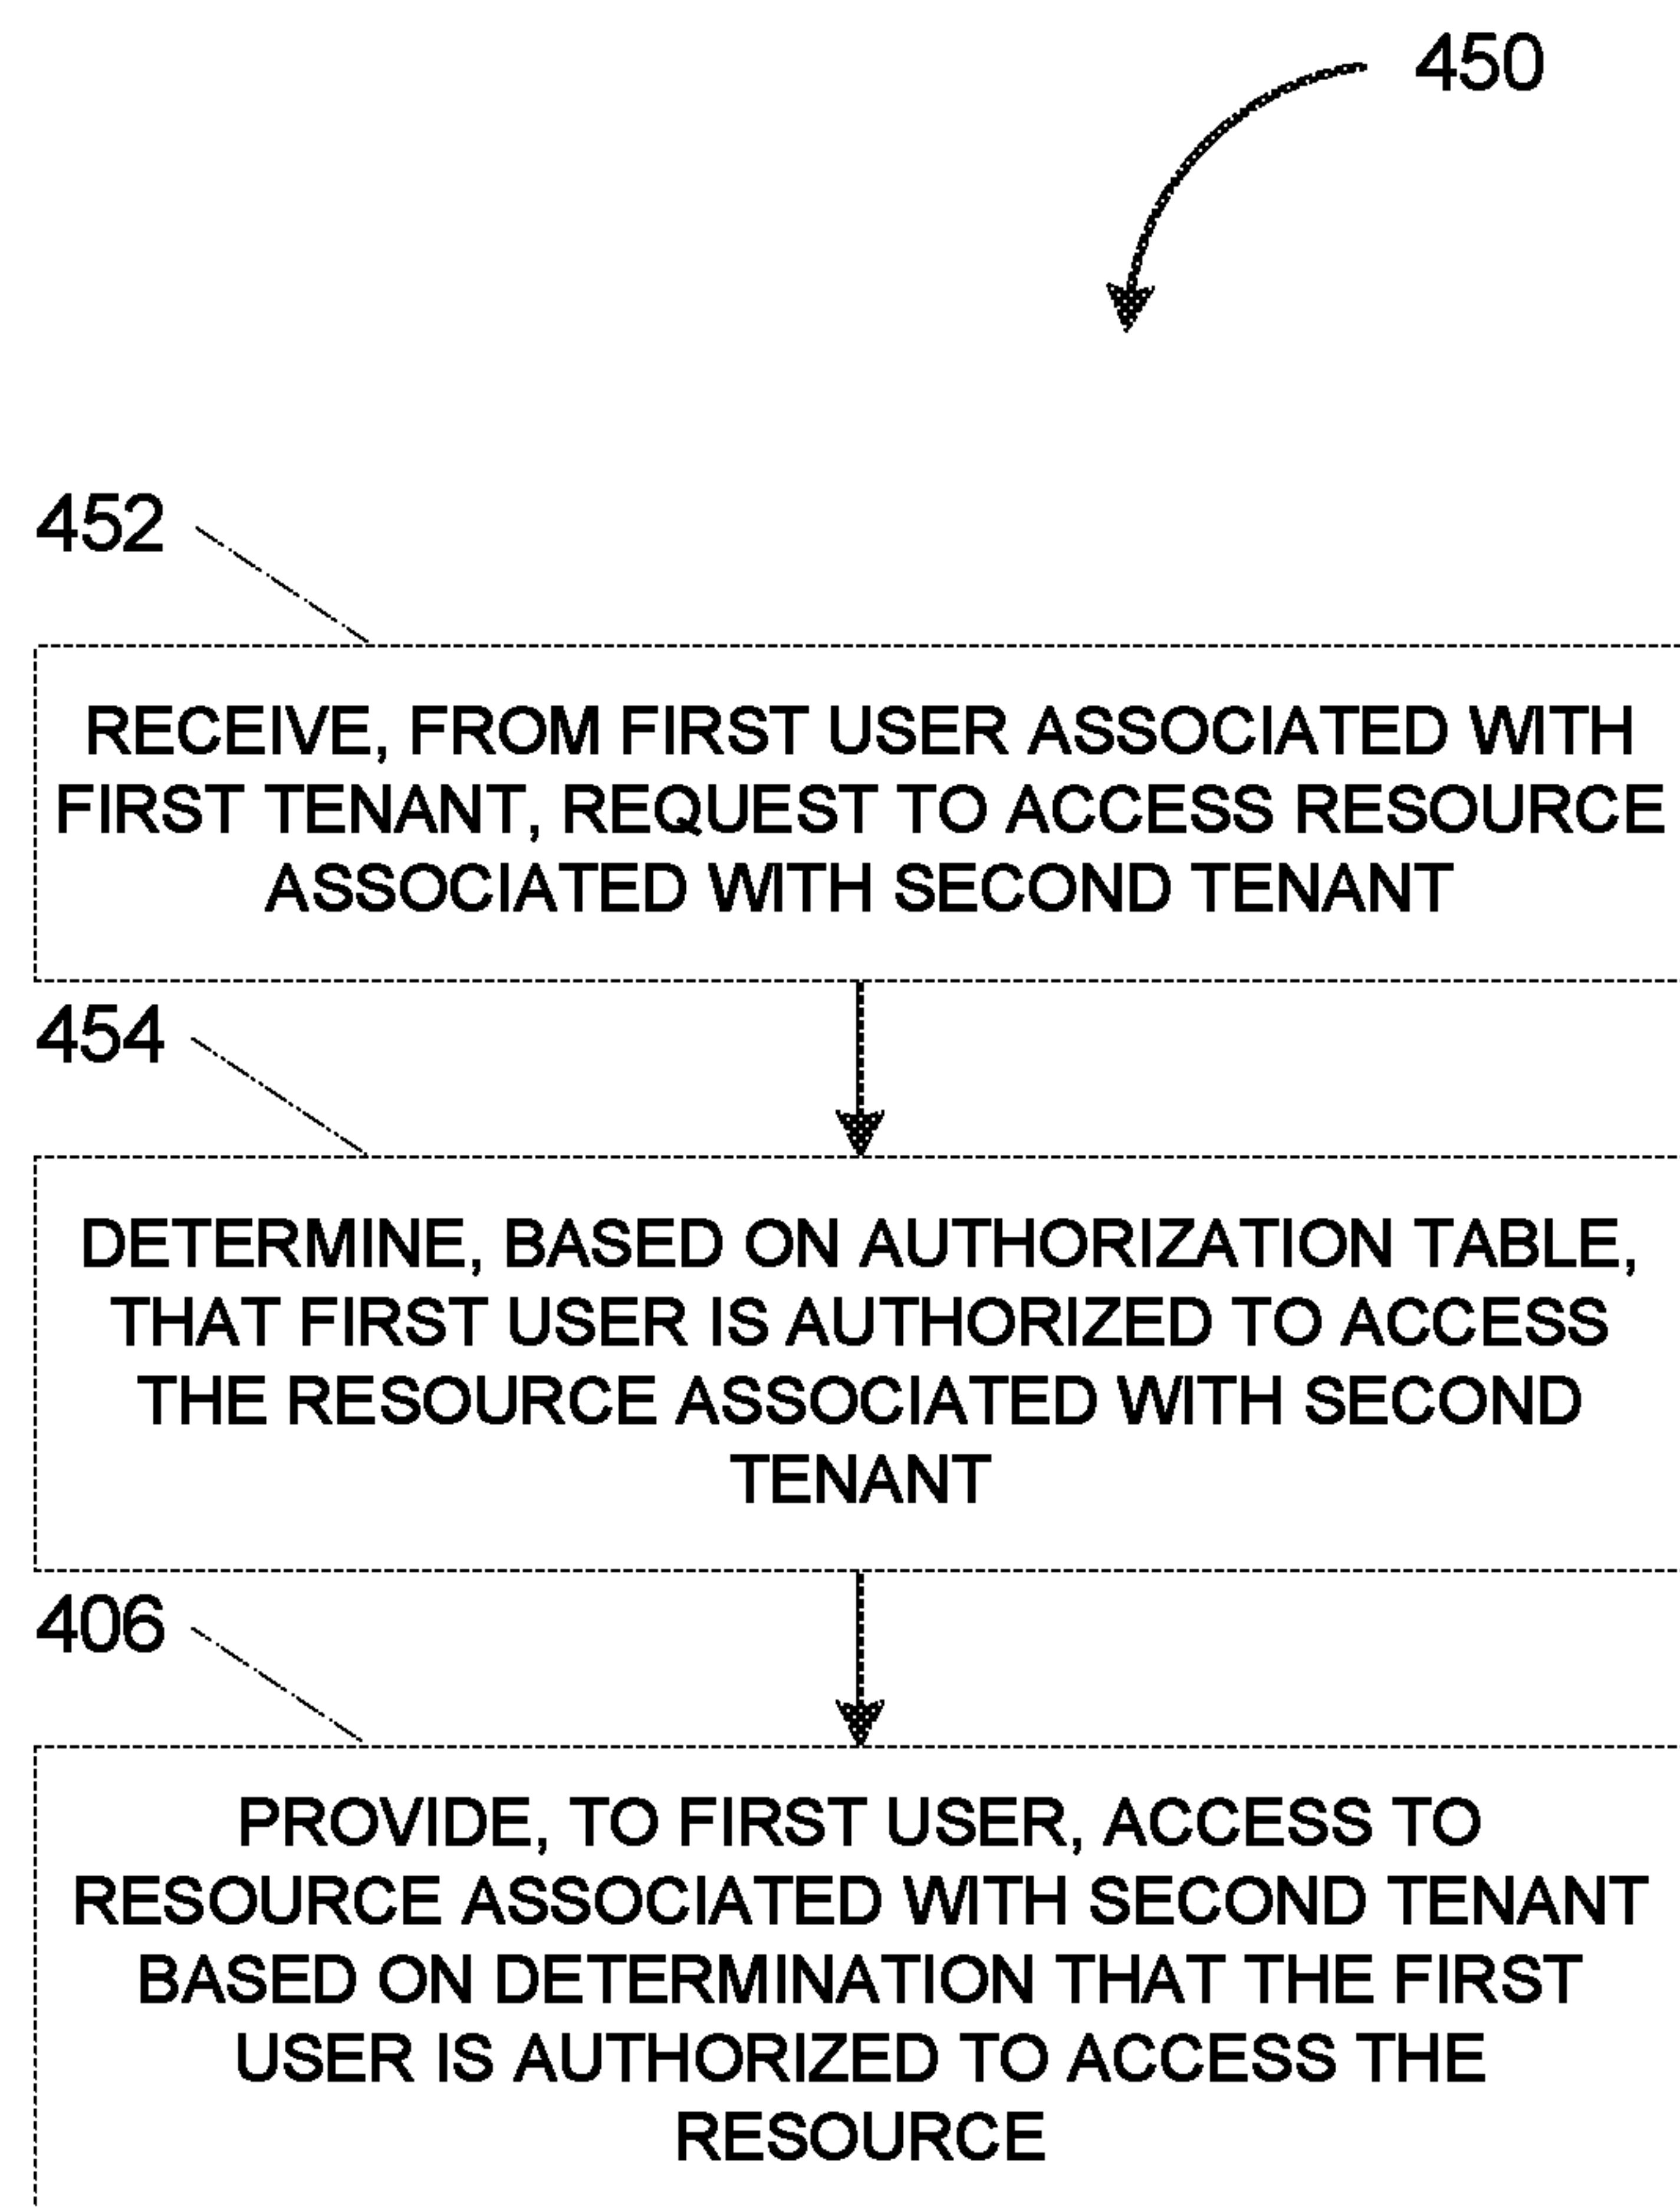 450
452
RECEIVE, FROM FIRST USER ASSOCIATED WITH
FIRST TENANT, REQUEST TO ACCESS RESOURCE
ASSOCIATED WITH SECOND TENANT
454
DETERMINE, BASED ON AUTHORIZATION TABLE,
THAT FIRST USER IS AUTHORIZED TO ACCESS
THE RESOURCE ASSOCIATED WITH SECOND
TENANT
406
PROVIDE, TO FIRST USER, ACCESS TO
RESOURCE ASSOCIATED WITH SECOND TENANT
BASED ON DETERMINATION THAT THE FIRST
USER IS AUTHORIZED TO ACCESS THE
RESOURCE